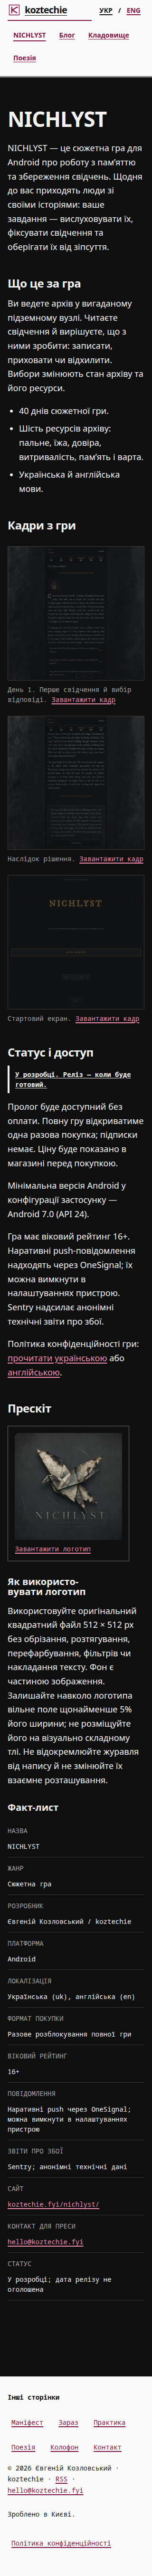 koztechie
УКР / ENG
NICHLYST Блог Кладовище
Поезія
NICHLYST
NICHLYST — це сюжетна гра для
Android про роботу з памʼяттю
та збереження свідчень. Щодня
до вас приходять люди зі
своїми історіями: ваше
завдання — вислуховувати їх,
фіксувати свідчення та
оберігати їх від зіпсуття.
Що це за гра
Ви ведете архів у вигаданому
підземному вузлі. Читаєте
свідчення й вирішуєте, що з
ними зробити: записати,
приховати чи відхилити.
Вибори змінюють стан архіву та
його ресурси.
• 40 днів сюжетної гри.
• Шість ресурсів архіву:
пальне, їжа, довіра,
витривалість, памʼять і варта.
• Українська й англійська
мови.
Кадри з гри
День 1. Перше свідчення й вибір
відповіді. Завантажити кадр
Наслідок рішення. Завантажити кадр
NICHLYST
Стартовий екран. Завантажити кадр
Статус і доступ
У розробці. Реліз — коли буде
готовий.
Пролог буде доступний без
оплати. Повну гру відкриватиме
одна разова покупка; підписки
немає. Ціну буде показано в
магазині перед покупкою.
Мінімальна версія Android у
конфігурації застосунку —
Android 7.0 (API 24).
Гра має віковий рейтинг 16+.
Наративні push-повідомлення
надходять через OneSignal; їх
можна вимкнути в
налаштуваннях пристрою.
Sentry надсилає анонімні
технічні звіти про збої.
Політика конфіденційності гри:
прочитати українською або
англійською.
Прескіт
NICHLYST
Завантажити логотип
Як використо-
вувати логотип
Використовуйте оригінальний
квадратний файл 512 × 512 px
без обрізання, розтягування,
перефарбування, фільтрів чи
накладання тексту. Фон є
частиною зображення.
Залишайте навколо логотипа
вільне поле щонайменше 5%
його ширини; не розміщуйте
його на візуально складному
тлі. Не відокремлюйте журавля
від напису й не змінюйте їх
взаємне розташування.
Факт-лист
НАЗВА
NICHLYST
ЖАНР
Сюжетна гра
РОЗРОБНИК
Євгеній Козловський / koztechie
ПЛАТФОРМА
Android
ЛОКАЛІЗАЦІЯ
Українська (uk), англійська (en)
ФОРМАТ ПОКУПКИ
Разове розблокування повної гри
ВІКОВИЙ РЕЙТИНГ
16+
ПОВІДОМЛЕННЯ
Наративні push через OneSignal;
можна вимкнути в налаштуваннях
пристрою
ЗВІТИ ПРО ЗБОЇ
Sentry; анонімні технічні дані
САЙТ
koztechie.fyi/nichlyst/
КОНТАКТ ДЛЯ ПРЕСИ
hello@koztechie.fyi
СТАТУС
У розробці; дата релізу не
оголошена
Інші сторінки
Маніфест Зараз Практика
Поезія Колофон Контакт
© 2026 Євгеній Козловський ·
koztechie · RSS ·
hello@koztechie.fyi
Зроблено в Києві.
Політика конфіденційності